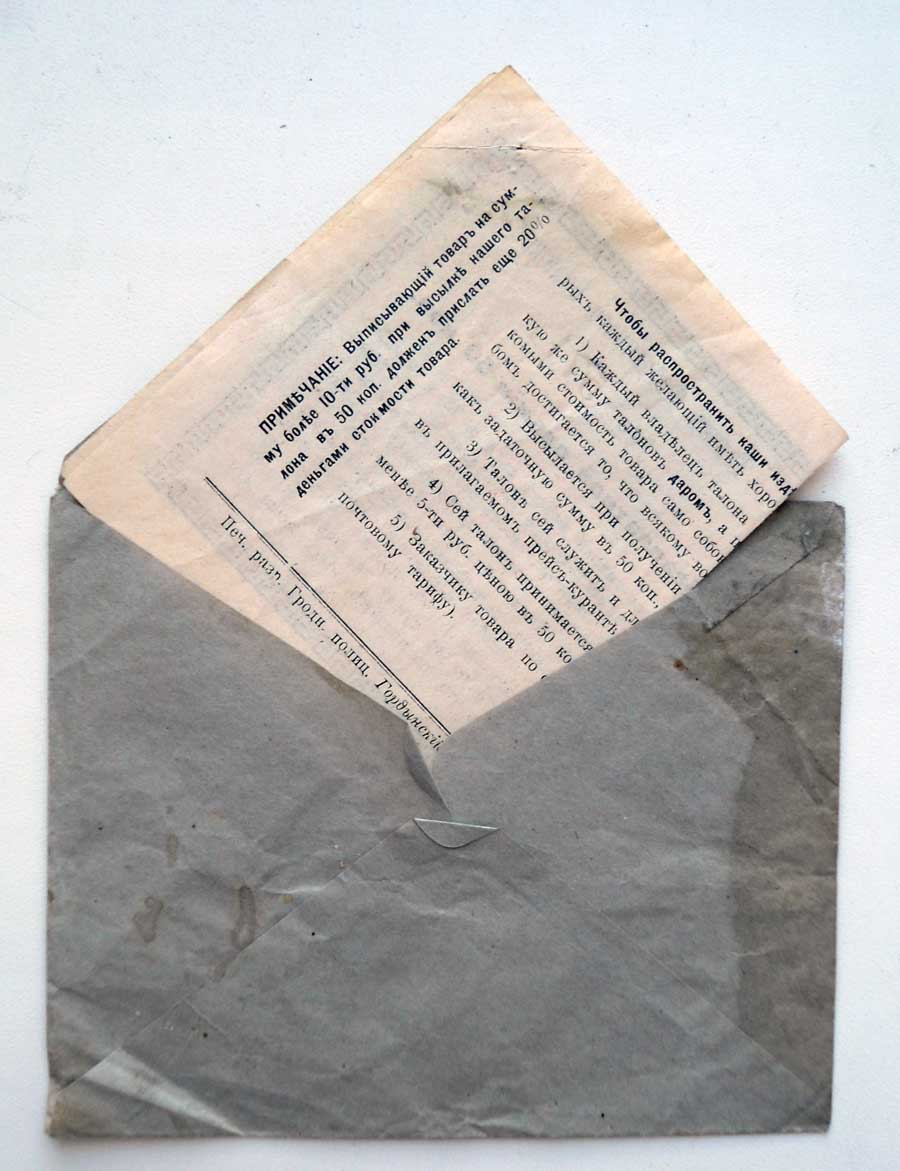 ПРИМѢЧАНІЕ: Выписывающій товаръ на сум-
му болѣе 10-ти руб. при высылкѣ нашего та-
лона въ 50 коп. долженъ прислать еще 20%
деньгами стоимости товара.
Чтобы распространить наши изд
рыхъ, каждый желающій имѣть хоро
1) Каждый владѣлец талона
кую же сумму талоновъ даромъ, а
комыми стоимость товара само собо
бомъ достигается то, что всякому во
2) Высылается при полученіи
какъ задаточную сумму въ 50 коп.,
3) Талонъ сей служитъ и дл
въ прилагаемомъ прейсъ-курантѣ
4) Сей талонъ принимается
менѣе 5-ти руб. цѣною въ 50 ко
5) Заказчику товара по
почтовому тарифу).
Печ. разр. Гродн. полиц. Гордынскій